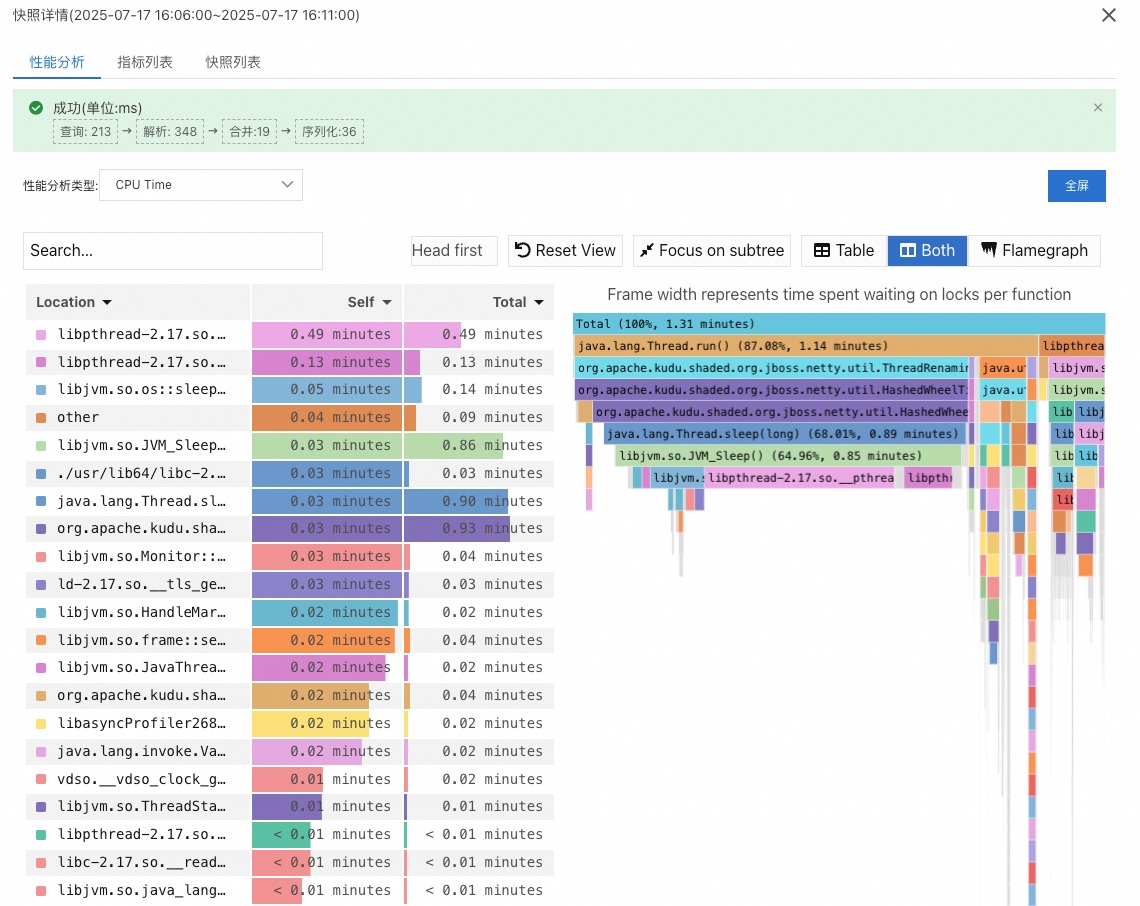 快照详情(2025-07-17 16:06:00~2025-07-17 16:11:00)
性能分析 指标列表 快照列表
成功(单位:ms)
查询: 213 → 解析: 348 → 合并:19 → 序列化:36
性能分析类型: CPU Time 全屏
Search... Head first Reset View Focus on subtree Table Both Flamegraph
Location Self Total
libpthread-2.17.so.… 0.49 minutes 0.49 minutes
libpthread-2.17.so.… 0.13 minutes 0.13 minutes
libjvm.so.os::sleep… 0.05 minutes 0.14 minutes
other 0.04 minutes 0.09 minutes
libjvm.so.JVM_Sleep… 0.03 minutes 0.86 minutes
./usr/lib64/libc-2.… 0.03 minutes 0.03 minutes
java.lang.Thread.sl… 0.03 minutes 0.90 minutes
org.apache.kudu.sha… 0.03 minutes 0.93 minutes
libjvm.so.Monitor::… 0.03 minutes 0.04 minutes
ld-2.17.so.__tls_ge… 0.03 minutes 0.03 minutes
libjvm.so.HandleMar… 0.02 minutes 0.02 minutes
libjvm.so.frame::se… 0.02 minutes 0.04 minutes
libjvm.so.JavaThrea… 0.02 minutes 0.02 minutes
org.apache.kudu.sha… 0.02 minutes 0.04 minutes
libasyncProfiler268… 0.02 minutes 0.02 minutes
java.lang.invoke.Va… 0.02 minutes 0.02 minutes
vdso.__vdso_clock_g… 0.01 minutes 0.02 minutes
libjvm.so.ThreadSta… 0.01 minutes 0.01 minutes
libpthread-2.17.so.… < 0.01 minutes < 0.01 minutes
libc-2.17.so.__read… < 0.01 minutes < 0.01 minutes
libjvm.so.java_lang… < 0.01 minutes < 0.01 minutes
Frame width represents time spent waiting on locks per function
Total (100%, 1.31 minutes)
java.lang.Thread.run() (87.08%, 1.14 minutes) libpthrea
org.apache.kudu.shaded.org.jboss.netty.util.ThreadRenamin java.u libjvm.s
org.apache.kudu.shaded.org.jboss.netty.util.HashedWheelT java.u libjvm.s
org.apache.kudu.shaded.org.jboss.netty.util.HashedWhee lib libj
java.lang.Thread.sleep(long) (68.01%, 0.89 minutes) lib libj
libjvm.so.JVM_Sleep() (64.96%, 0.85 minutes) lib lib
libjvm.s libpthread-2.17.so.__pthrea libpth lib
lib